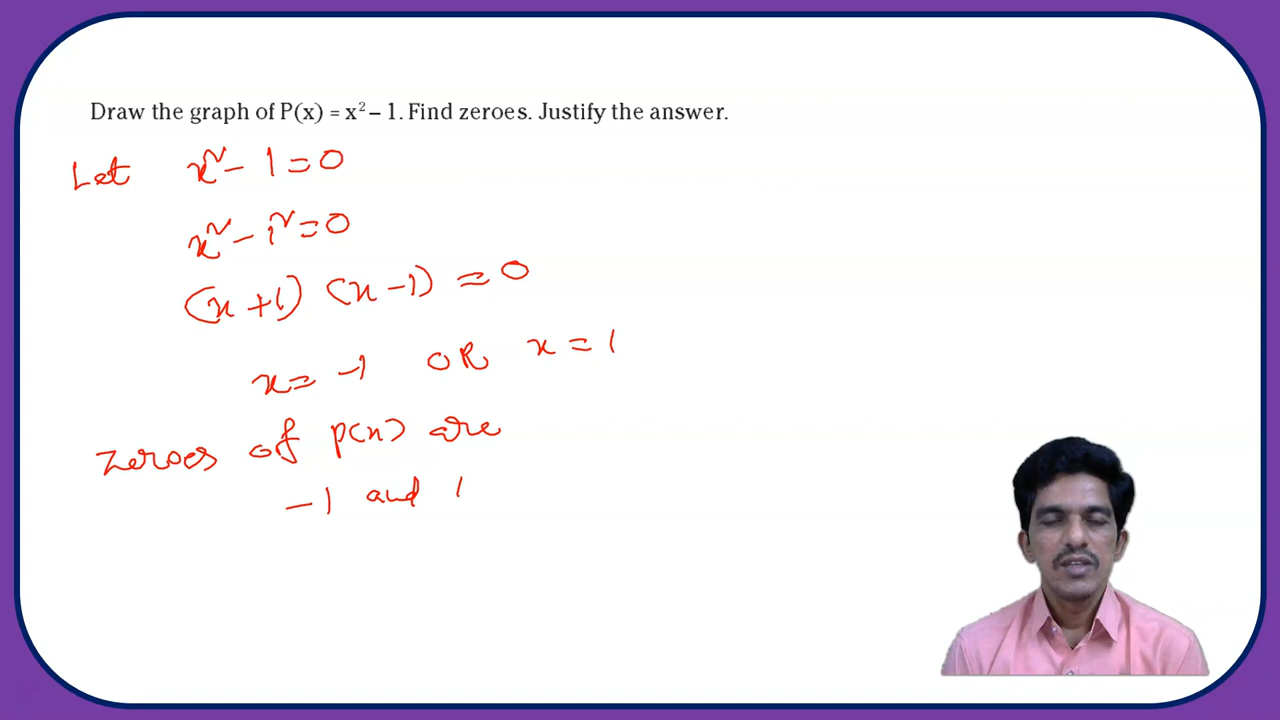 Draw the graph of P(x) = x² – 1. Find zeroes. Justify the answer.
Let x² - 1 = 0
x² - 1² = 0
(x + 1) (x - 1) = 0
x = -1 OR x = 1
Zeroes of p(x) are
-1 and 1